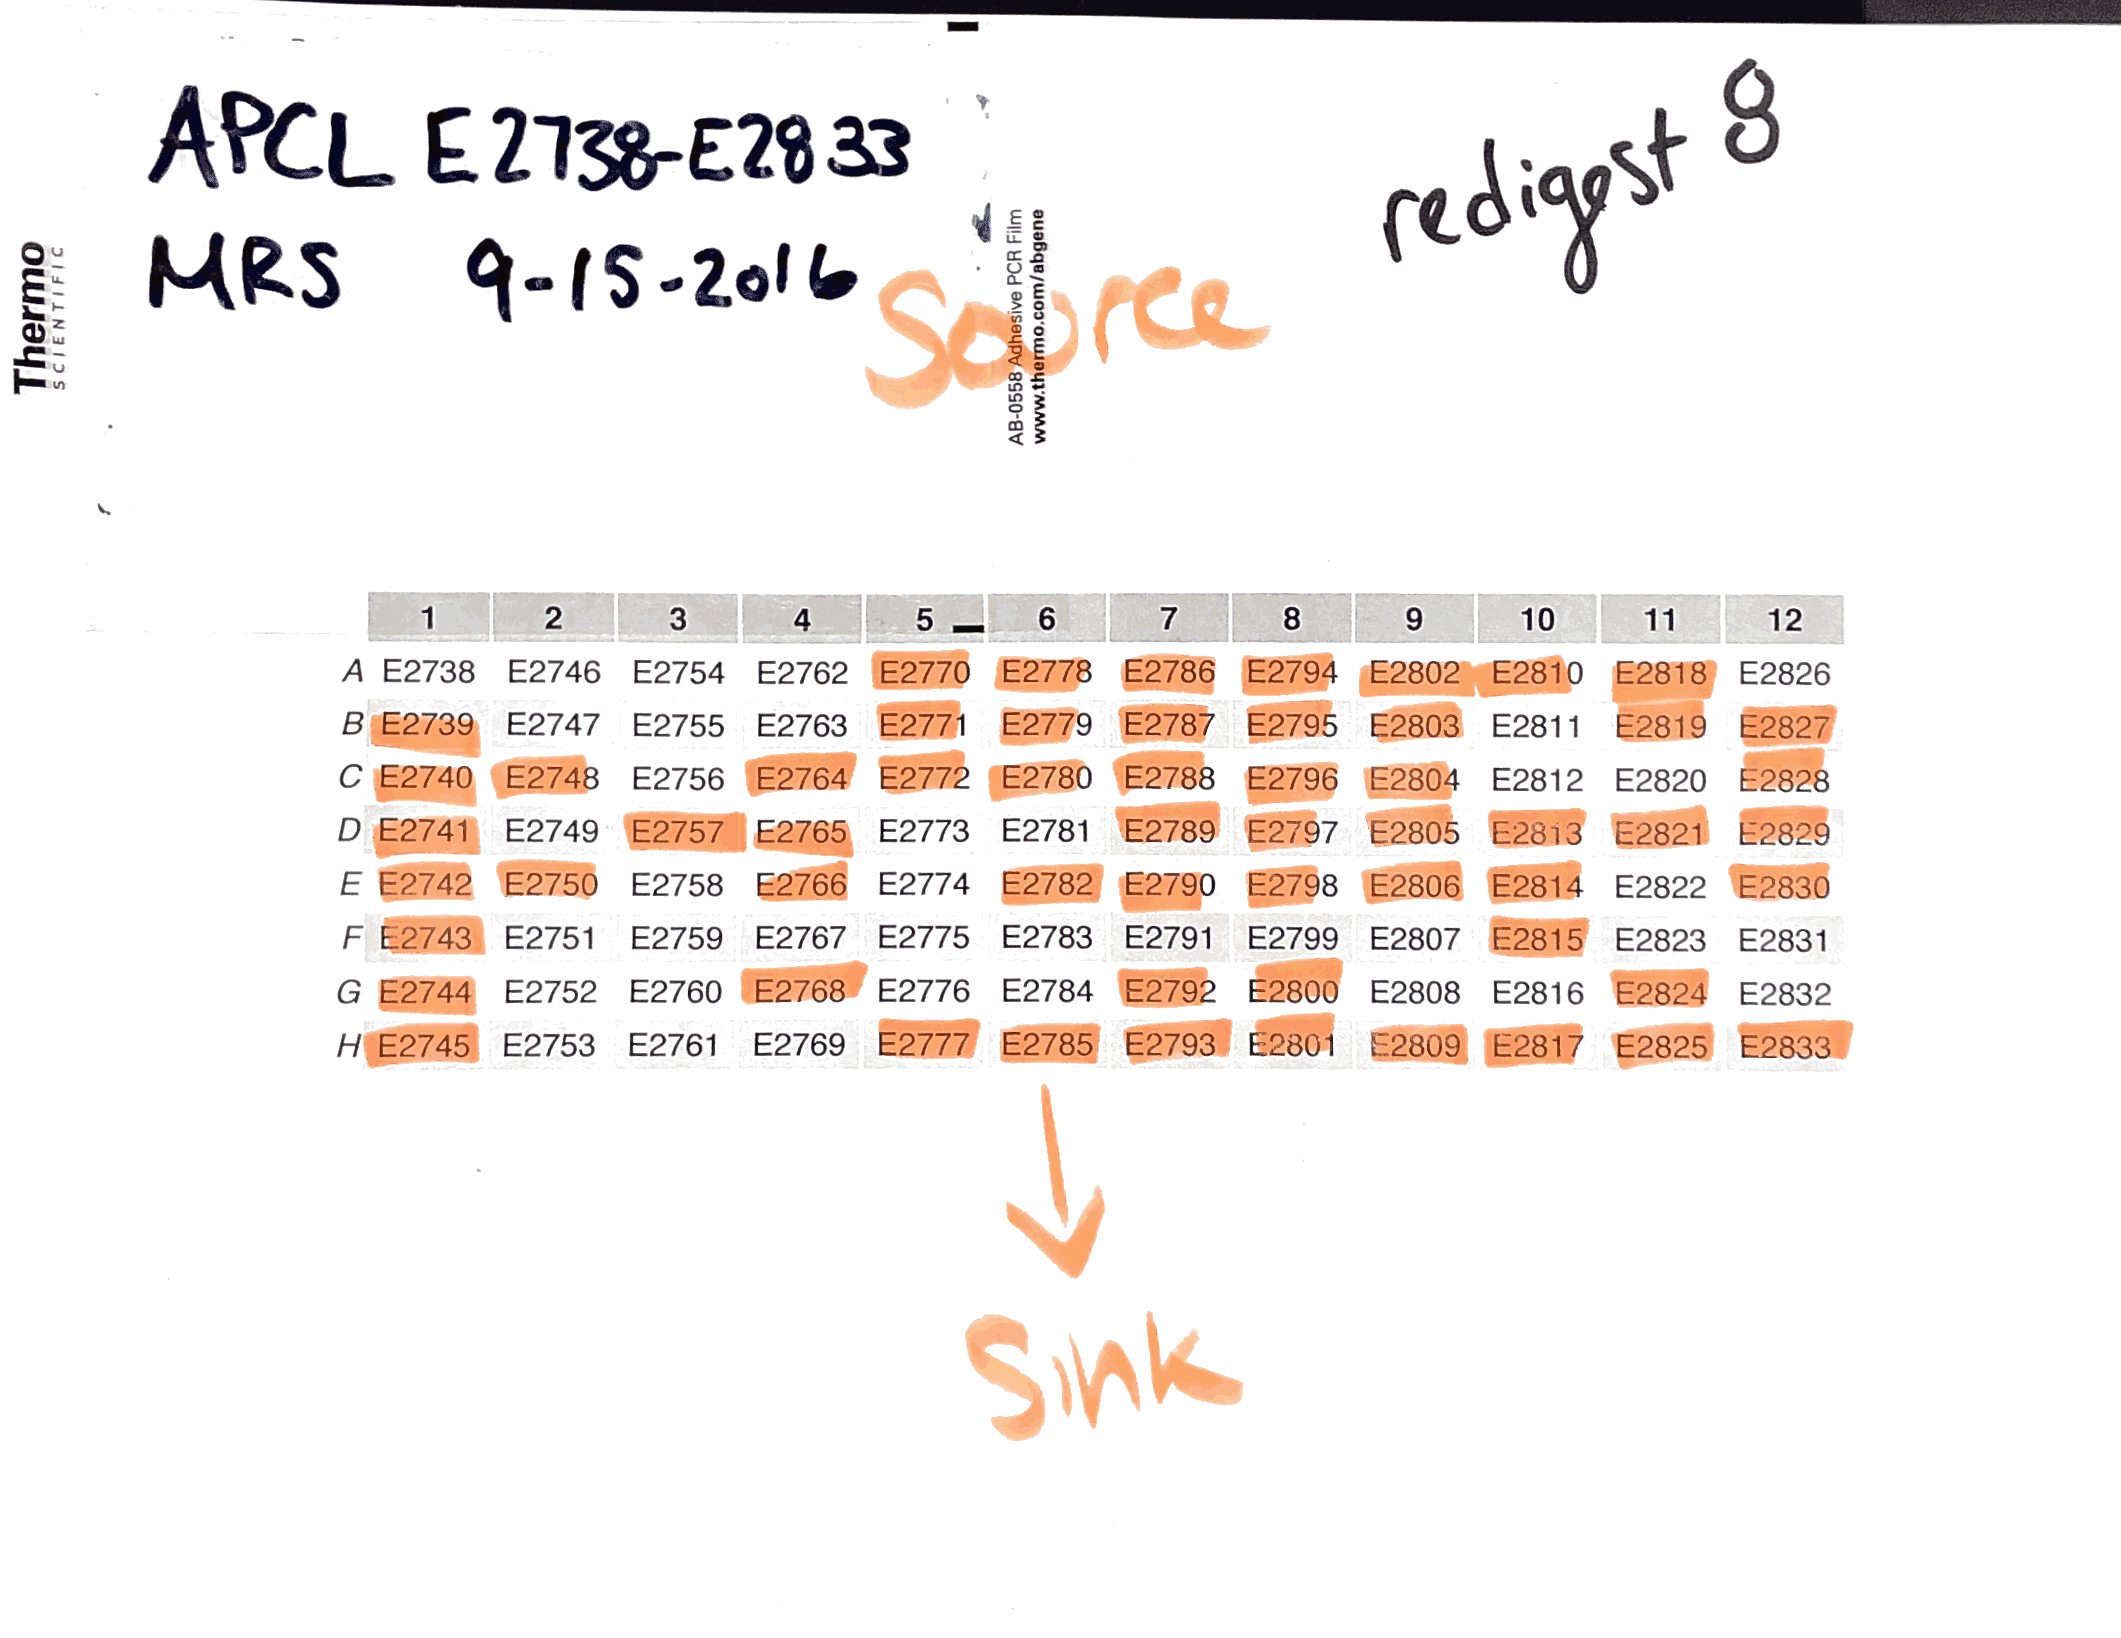 APCL E2738-E2833
redigest 8
MRS 9-15-2016
Thermo
SCIENTIFIC
Source
AB-0558 Adhesive PCR Film
www.thermo.com/abgene
1 2 3 4 5 6 7 8 9 10 11 12
A E2738 E2746 E2754 E2762 E2770 E2778 E2786 E2794 E2802 E2810 E2818 E2826
B E2739 E2747 E2755 E2763 E2771 E2779 E2787 E2795 E2803 E2811 E2819 E2827
C E2740 E2748 E2756 E2764 E2772 E2780 E2788 E2796 E2804 E2812 E2820 E2828
D E2741 E2749 E2757 E2765 E2773 E2781 E2789 E2797 E2805 E2813 E2821 E2829
E E2742 E2750 E2758 E2766 E2774 E2782 E2790 E2798 E2806 E2814 E2822 E2830
F E2743 E2751 E2759 E2767 E2775 E2783 E2791 E2799 E2807 E2815 E2823 E2831
G E2744 E2752 E2760 E2768 E2776 E2784 E2792 E2800 E2808 E2816 E2824 E2832
H E2745 E2753 E2761 E2769 E2777 E2785 E2793 E2801 E2809 E2817 E2825 E2833
Sink